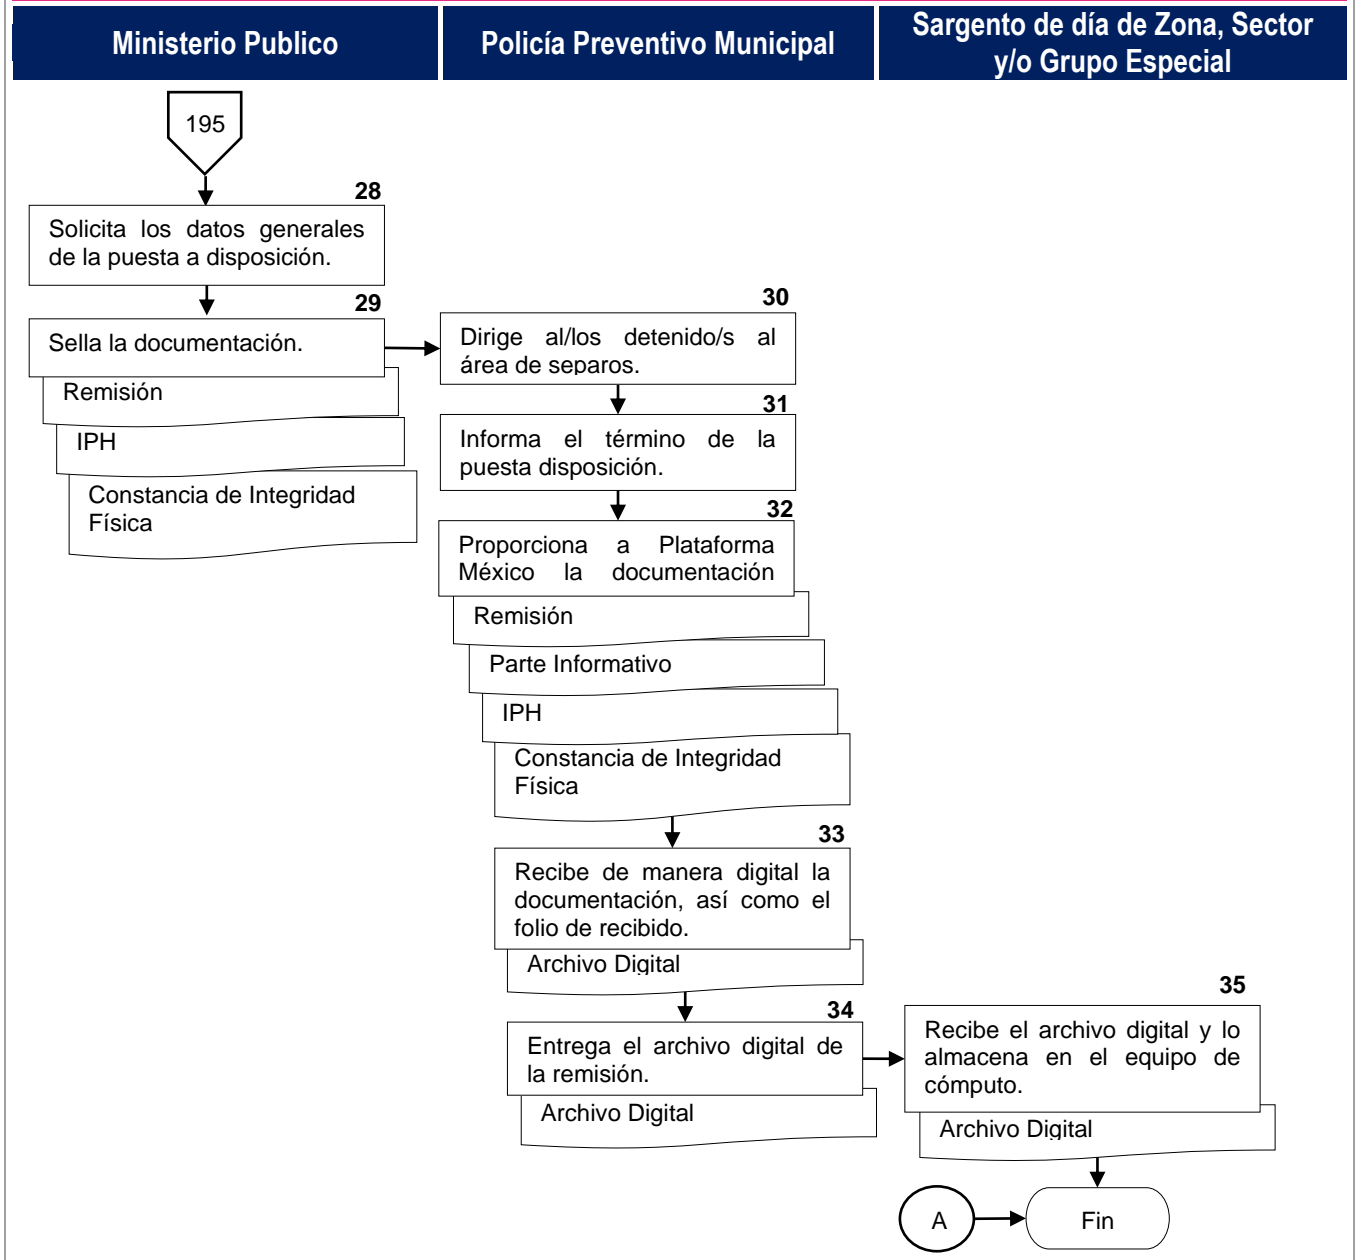 Ministerio Publico
Policía Preventivo Municipal
Sargento de día de Zona, Sector
y/o Grupo Especial
195
28
Solicita los datos generales
de la puesta a disposición.
29
Sella la documentación.
Remisión
IPH
Constancia de Integridad
Física
30
Dirige al/los detenido/s al
área de separos.
31
Informa el término de la
puesta disposición.
32
Proporciona a Plataforma
México la documentación
Remisión
Parte Informativo
IPH
Constancia de Integridad
Física
33
Recibe de manera digital la
documentación, así como el
folio de recibido.
Archivo Digital
34
Entrega el archivo digital de
la remisión.
Archivo Digital
35
Recibe el archivo digital y lo
almacena en el equipo de
cómputo.
Archivo Digital
A
Fin